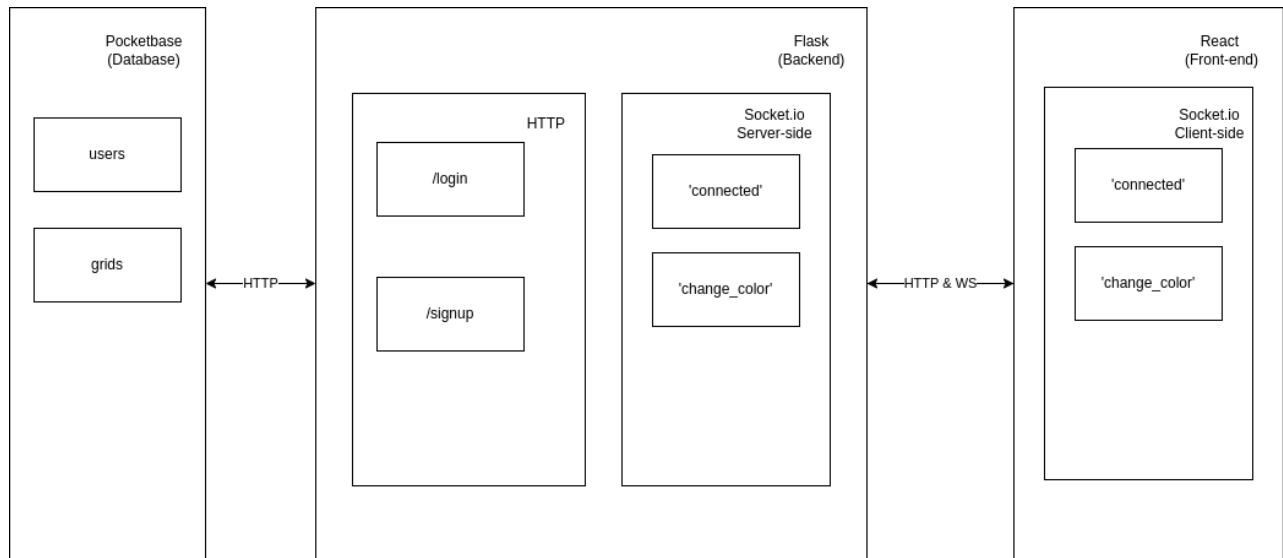 Pocketbase
(Database)
users
grids
HTTP
Flask
(Backend)
HTTP
/login
/signup
Socket.io
Server-side
'connected'
'change_color'
HTTP & WS
React
(Front-end)
Socket.io
Client-side
'connected'
'change_color'